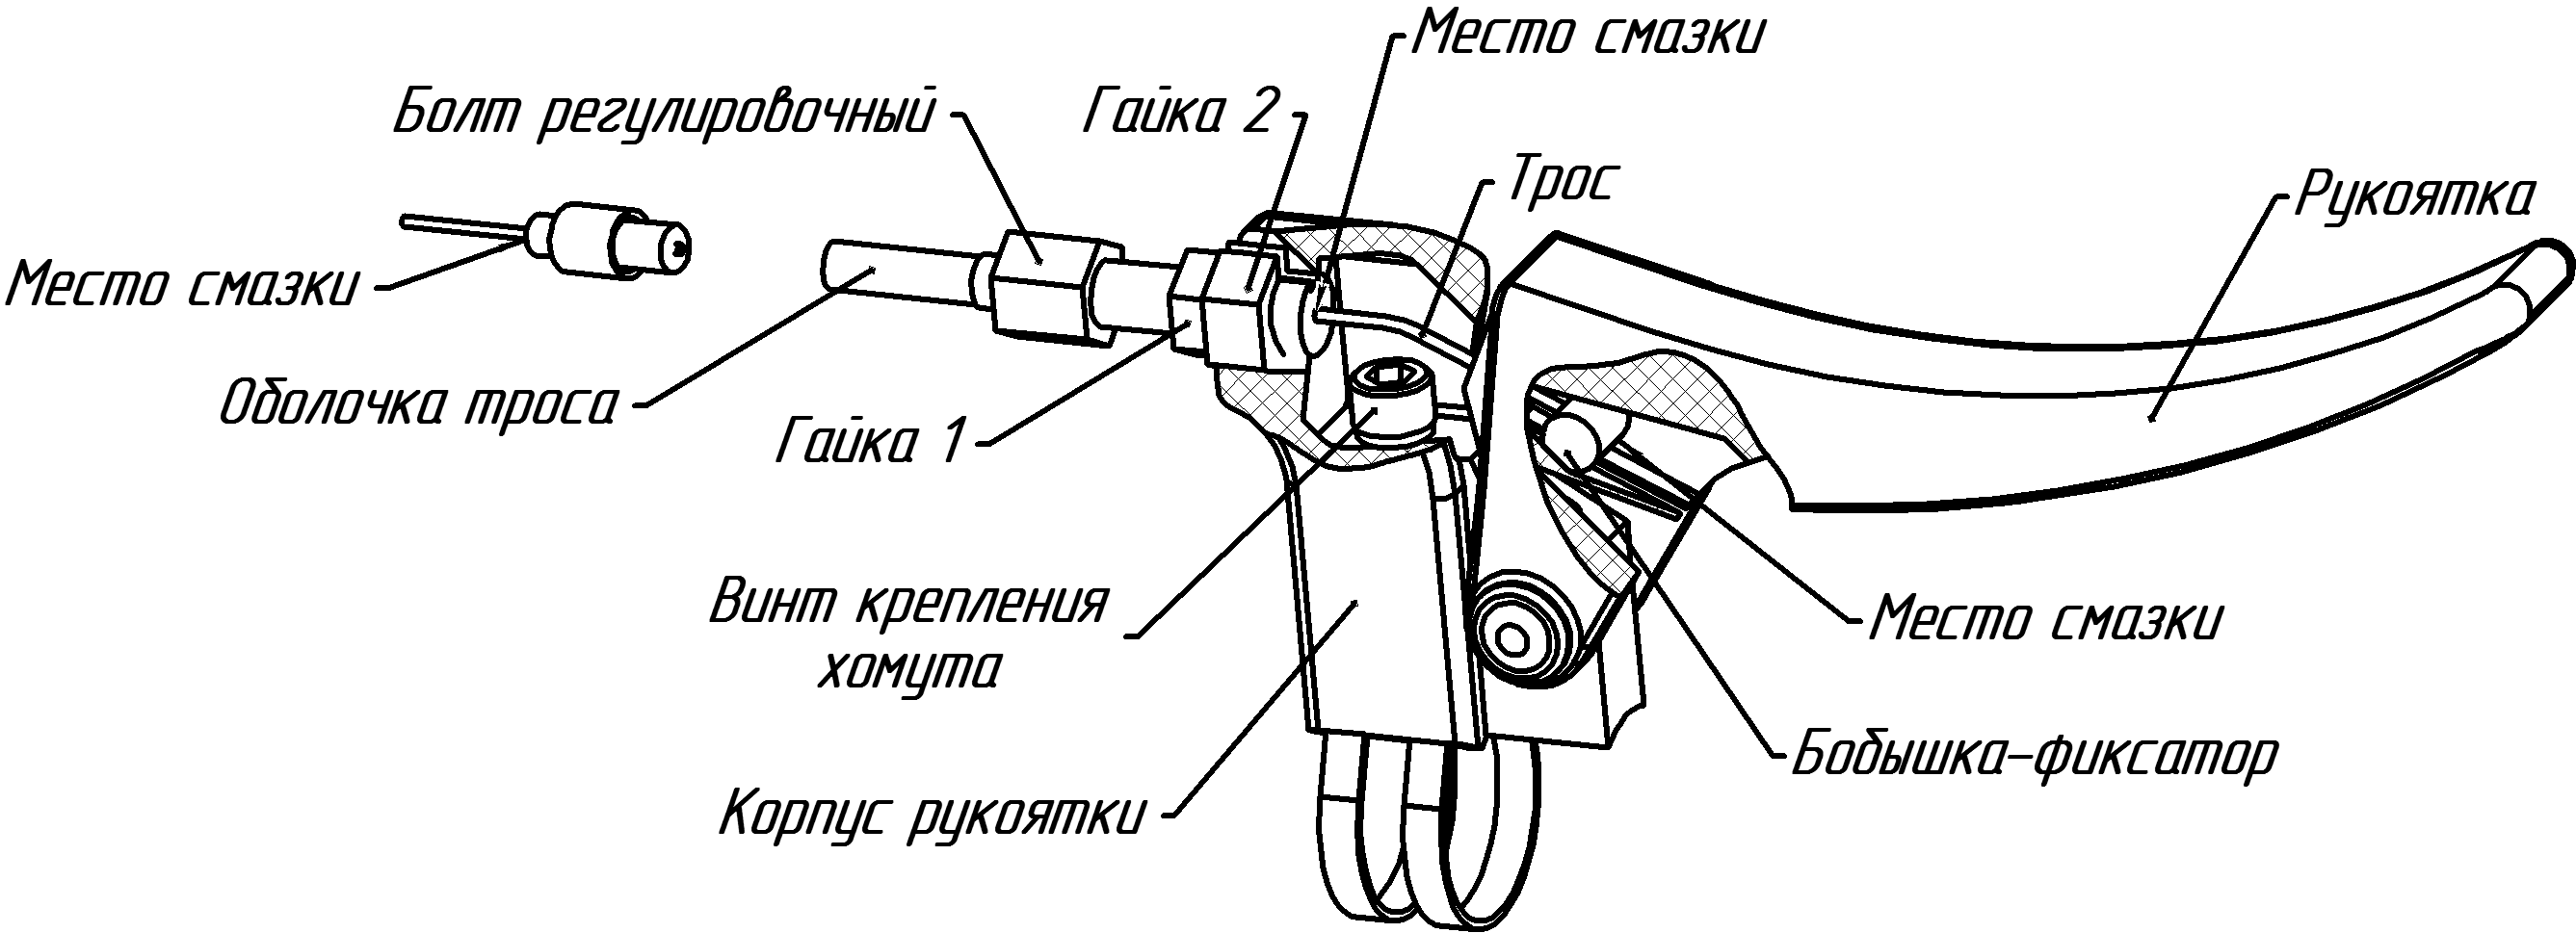 Место смазки
Болт регулировочный
Гайка 2
Трос
Рукоятка
Место смазки
Оболочка троса
Гайка 1
Винт крепления
хомута
Место смазки
Бобышка-фиксатор
Корпус рукоятки